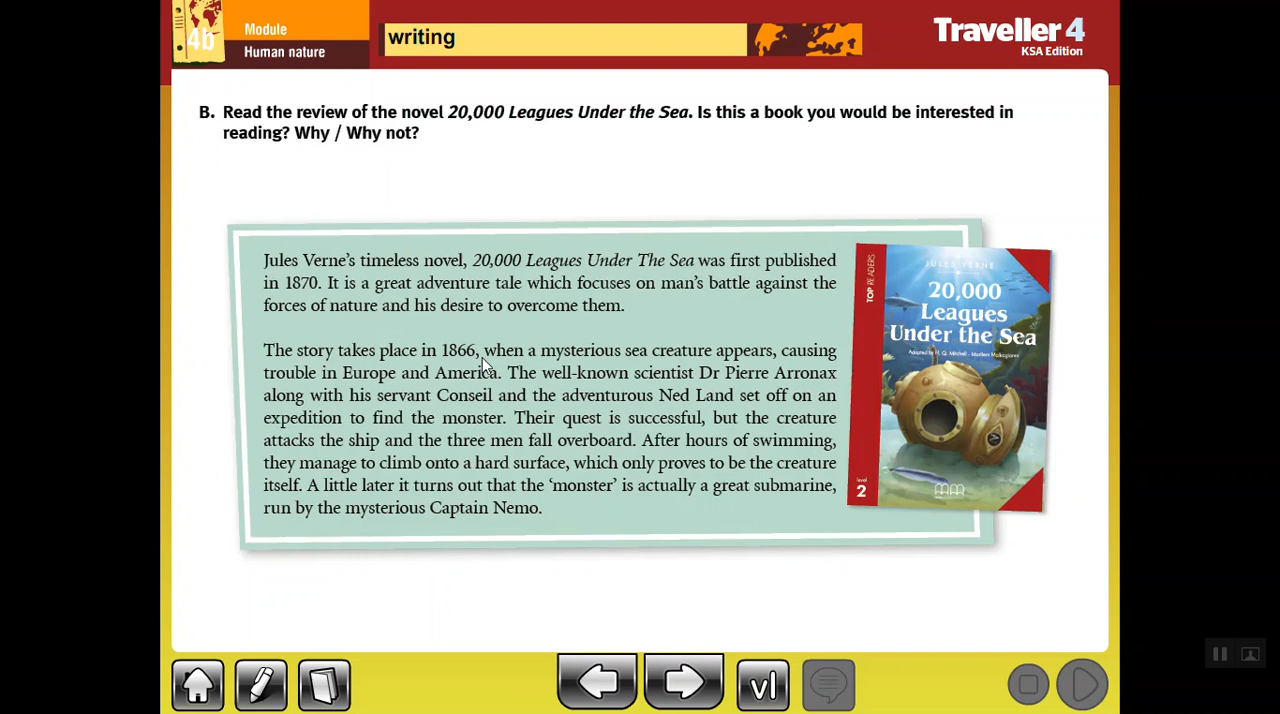 4b
Module
Human nature
writing
Traveller 4
KSA Edition
B. Read the review of the novel 20,000 Leagues Under the Sea. Is this a book you would be interested in
reading? Why / Why not?
Jules Verne's timeless novel, 20,000 Leagues Under The Sea was first published
in 1870. It is a great adventure tale which focuses on man's battle against the
forces of nature and his desire to overcome them.
The story takes place in 1866, when a mysterious sea creature appears, causing
trouble in Europe and America. The well-known scientist Dr Pierre Arronax
along with his servant Conseil and the adventurous Ned Land set off on an
expedition to find the monster. Their quest is successful, but the creature
attacks the ship and the three men fall overboard. After hours of swimming,
they manage to climb onto a hard surface, which only proves to be the creature
itself. A little later it turns out that the 'monster' is actually a great submarine,
run by the mysterious Captain Nemo.
TOP READERS
JULES VERNE
20,000
Leagues
Under the Sea
Adapted by H. Q. Mitchell - Marileni Malkogianni
level
2
vl